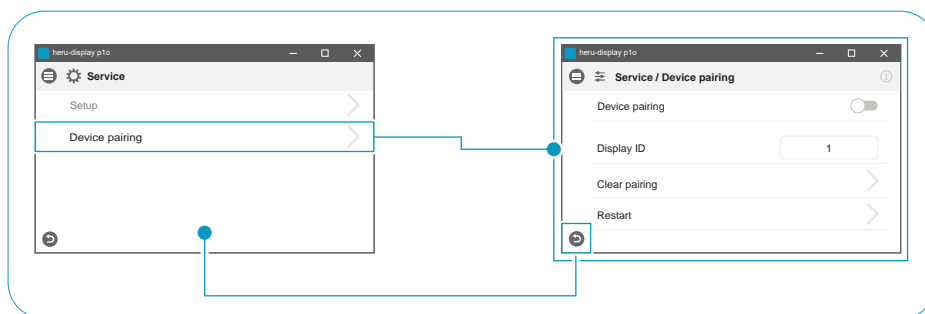 heru-display p1o
Service
Setup
Device pairing
heru-display p1o
Service / Device pairing
Device pairing
Display ID
1
Clear pairing
Restart